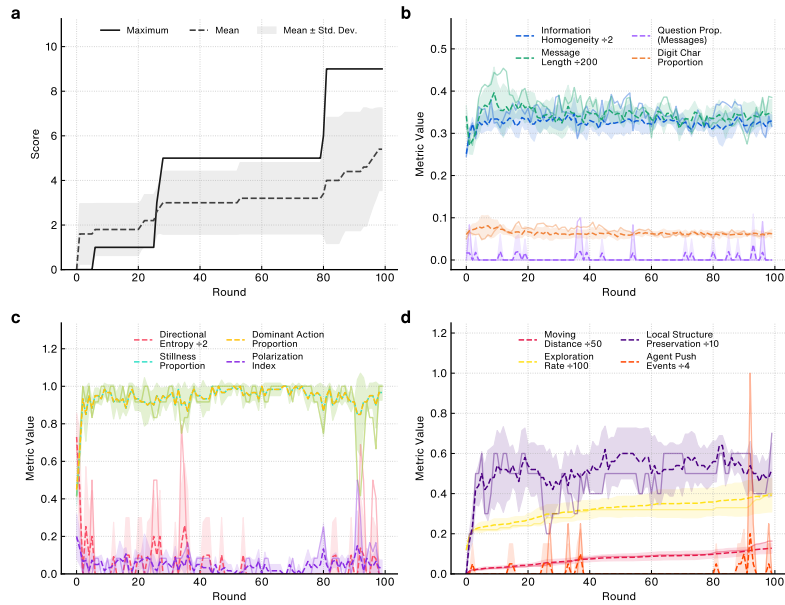 a
Maximum
Mean
Mean ± Std. Dev.
10
8
6
4
2
0
Score
0
20
40
60
80
100
Round
b
Information
Homogeneity ÷2
Message
Length ÷200
Question Prop.
(Messages)
Digit Char
Proportion
0.5
0.4
0.3
0.2
0.1
0.0
Metric Value
0
20
40
60
80
100
Round
c
Directional
Entropy ÷2
Stillness
Proportion
Dominant Action
Proportion
Polarization
Index
1.2
1.0
0.8
0.6
0.4
0.2
0.0
Metric Value
0
20
40
60
80
100
Round
d
Moving
Distance ÷50
Exploration
Rate ÷100
Local Structure
Preservation ÷10
Agent Push
Events ÷4
1.2
1.0
0.8
0.6
0.4
0.2
0.0
Metric Value
0
20
40
60
80
100
Round